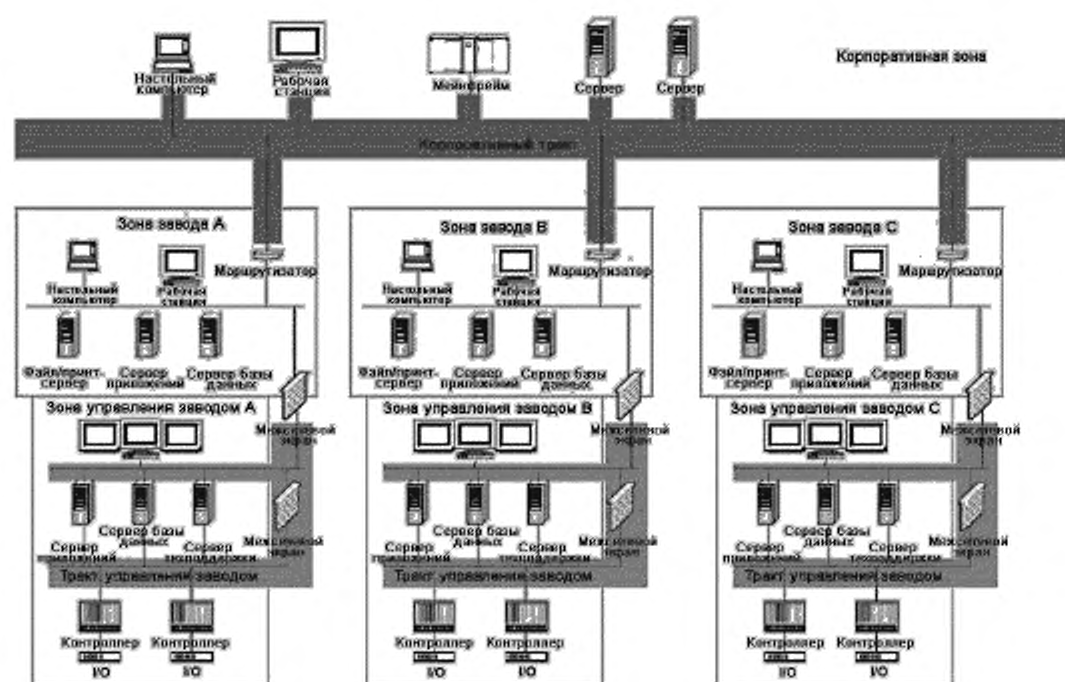 Корпоративная зона
Настольный
компьютер
Рабочая
станция
Мейнфрейм
Сервер
Сервер
Корпоративный тракт
Зона завода A
Настольный
компьютер
Рабочая
станция
Маршрутизатор
Файл/принт-
сервер
Сервер
приложений
Сервер базы
данных
Зона управления заводом A
Межсетевой
экран
Сервер
приложений
Сервер базы
данных
Сервер
техподдержки
Межсетевой
экран
Тракт управления заводом
Контроллер
Контроллер
I/O
I/O
Зона завода B
Настольный
компьютер
Рабочая
станция
Маршрутизатор
Файл/принт-
сервер
Сервер
приложений
Сервер базы
данных
Зона управления заводом B
Межсетевой
экран
Сервер
приложений
Сервер базы
данных
Сервер
техподдержки
Межсетевой
экран
Тракт управления заводом
Контроллер
Контроллер
I/O
I/O
Зона завода C
Настольный
компьютер
Рабочая
станция
Маршрутизатор
Файл/принт-
сервер
Сервер
приложений
Сервер базы
данных
Зона управления заводом C
Межсетевой
экран
Сервер
приложений
Сервер базы
данных
Сервер
техподдержки
Межсетевой
экран
Тракт управления заводом
Контроллер
Контроллер
I/O
I/O